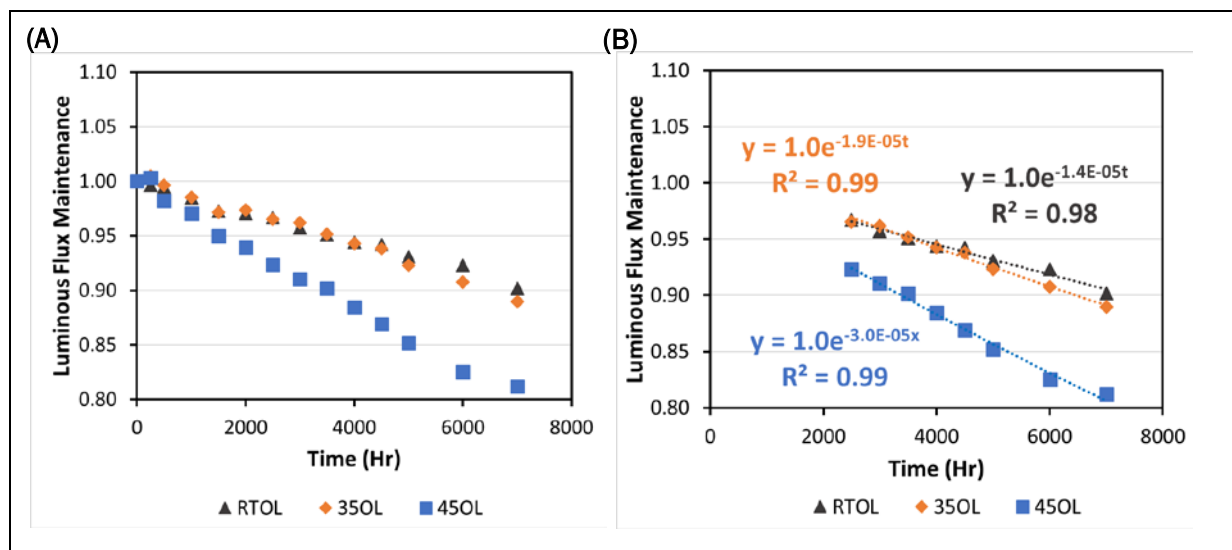 (A)
Luminous Flux Maintenance
1.10
1.05
1.00
0.95
0.90
0.85
0.80
0
2000
4000
6000
8000
Time (Hr)
RTOL
35OL
45OL
(B)
Luminous Flux Maintenance
1.10
1.05
1.00
0.95
0.90
0.85
0.80
y = 1.0e-1.9E-05t
R² = 0.99
y = 1.0e-1.4E-05t
R² = 0.98
y = 1.0e-3.0E-05x
R² = 0.99
0
2000
4000
6000
8000
Time (Hr)
RTOL
35OL
45OL